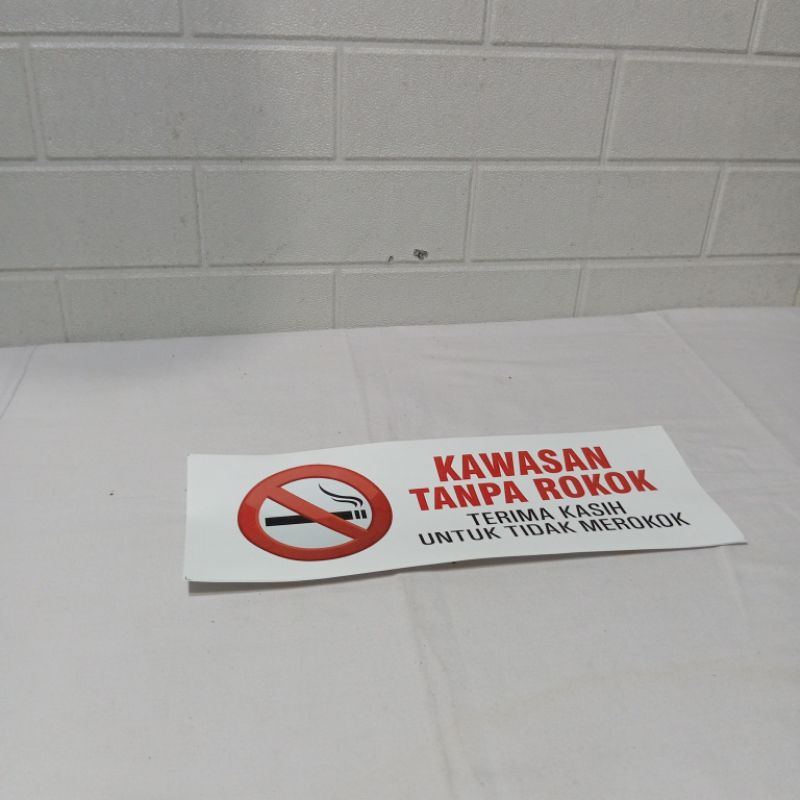 KAWASAN
TANPA ROKOK
TERIMA KASIH
UNTUK TIDAK MEROKOK